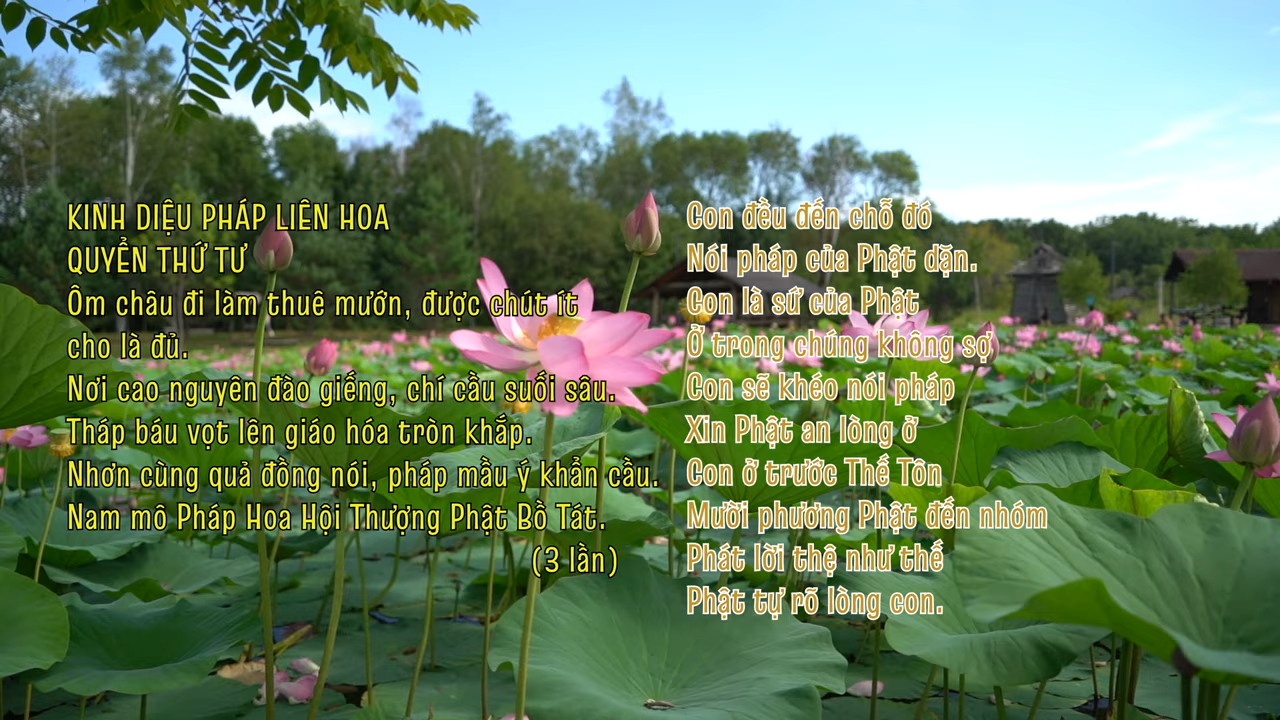 KINH DIỆU PHÁP LIÊN HOA
QUYỂN THỨ TƯ
Ôm châu đi làm thuê mướn, được chút ít
cho là đủ.
Nơi cao nguyên đào giếng, chí cầu suối sâu.
Tháp báu vọt lên giáo hóa tròn khắp.
Nhơn cùng quả đồng nói, pháp mầu ý khẩn cầu.
Nam mô Pháp Hoa Hội Thượng Phật Bồ Tát.
(3 lần)
Con đều đến chỗ đó
Nói pháp của Phật dặn.
Con là sứ của Phật
Ở trong chúng không sợ
Con sẽ khéo nói pháp
Xin Phật an lòng ở
Con ở trước Thế Tôn
Mười phương Phật đến nhóm
Phát lời thệ như thế
Phật tự rõ lòng con.